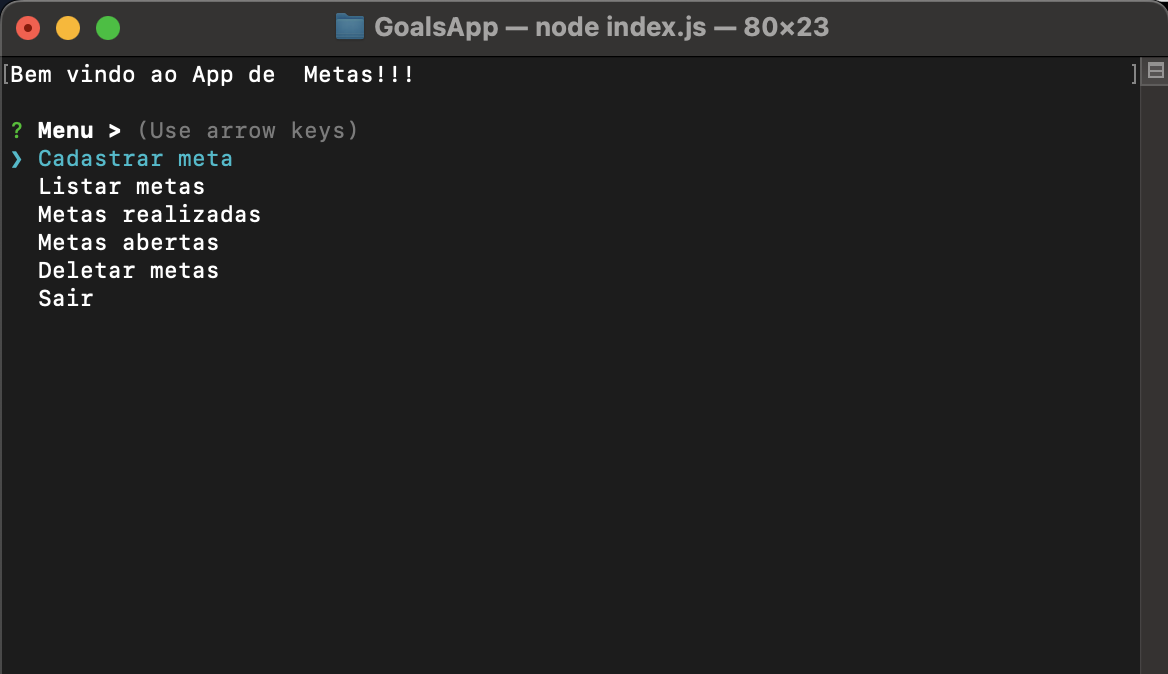 GoalsApp — node index.js — 80×23
[Bem vindo ao App de  Metas!!! ]
? Menu > (Use arrow keys)
❯ Cadastrar meta
Listar metas
Metas realizadas
Metas abertas
Deletar metas
Sair